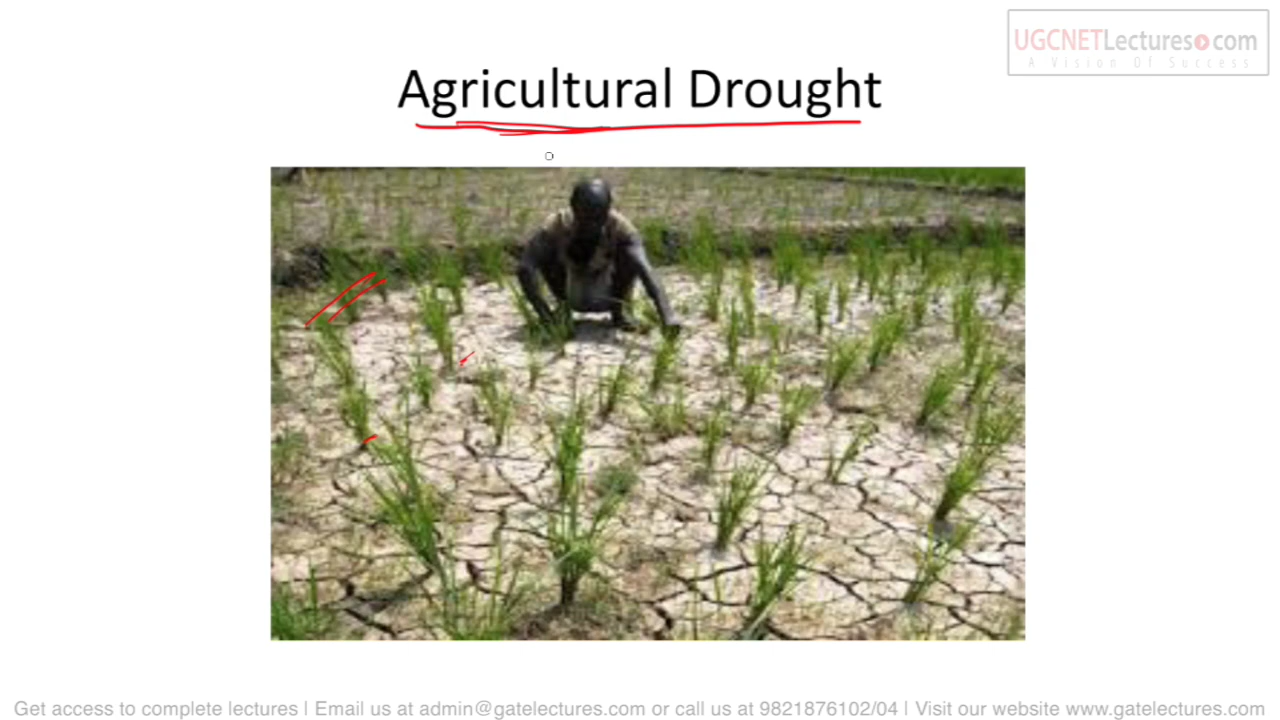 UGCNETLectures.com
A Vision Of Success
Agricultural Drought
Get access to complete lectures | Email us at admin@gatelectures.com or call us at 9821876102/04 | Visit our website www.gatelectures.com